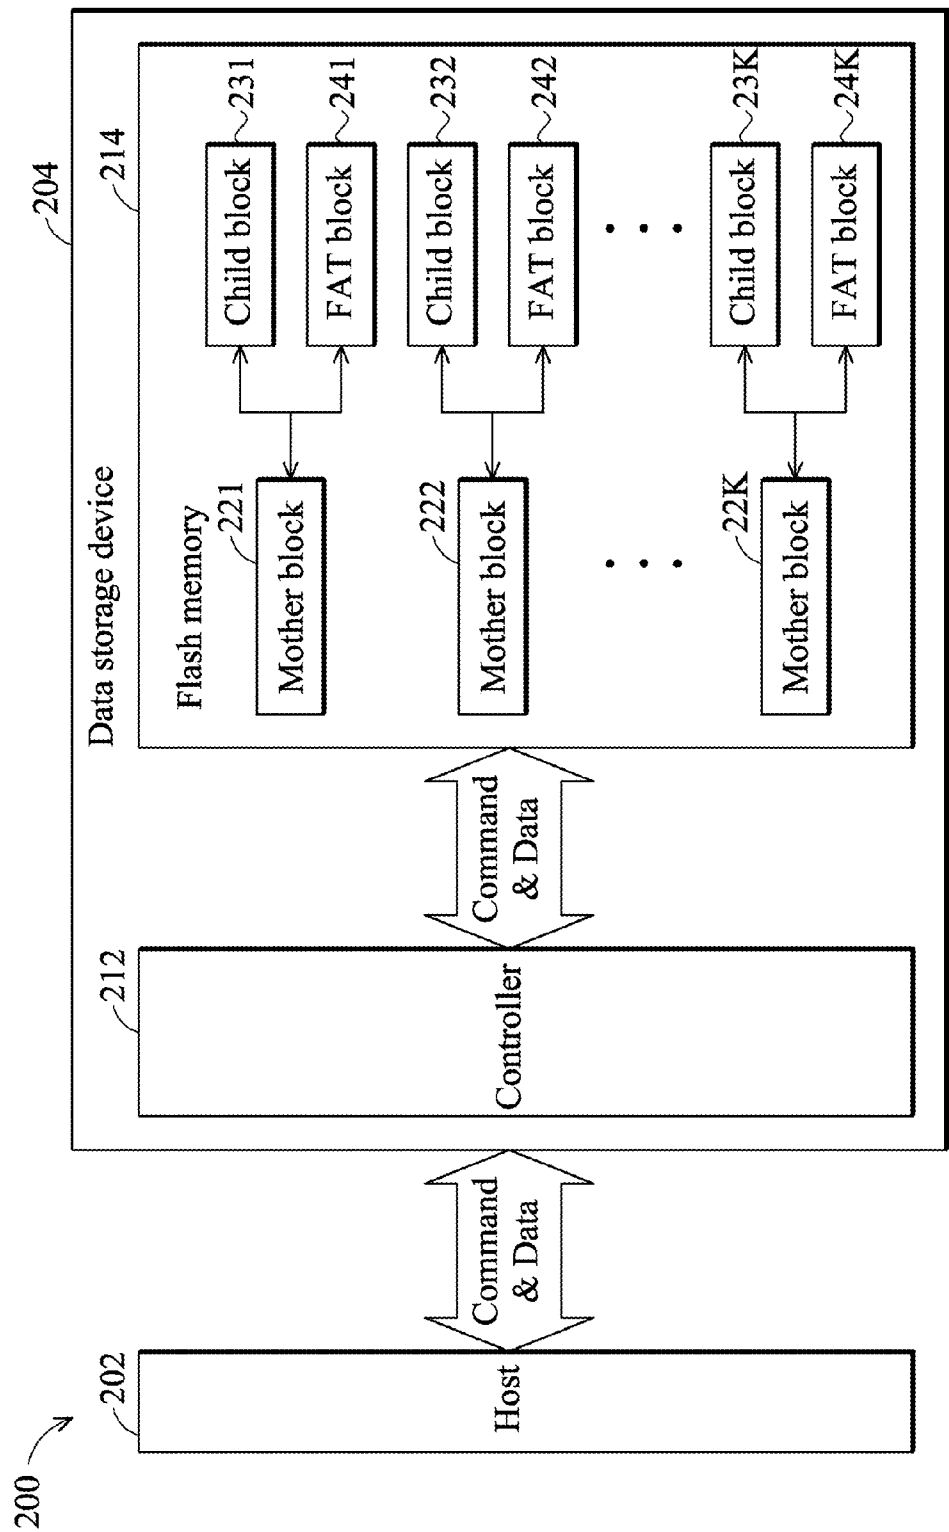 200
202
Host
Command
& Data
204
Data storage device
212
Controller
Command
& Data
214
Flash memory
221
Mother block
Child block
231
FAT block
241
222
Mother block
Child block
232
FAT block
242
22K
Mother block
Child block
23K
FAT block
24K